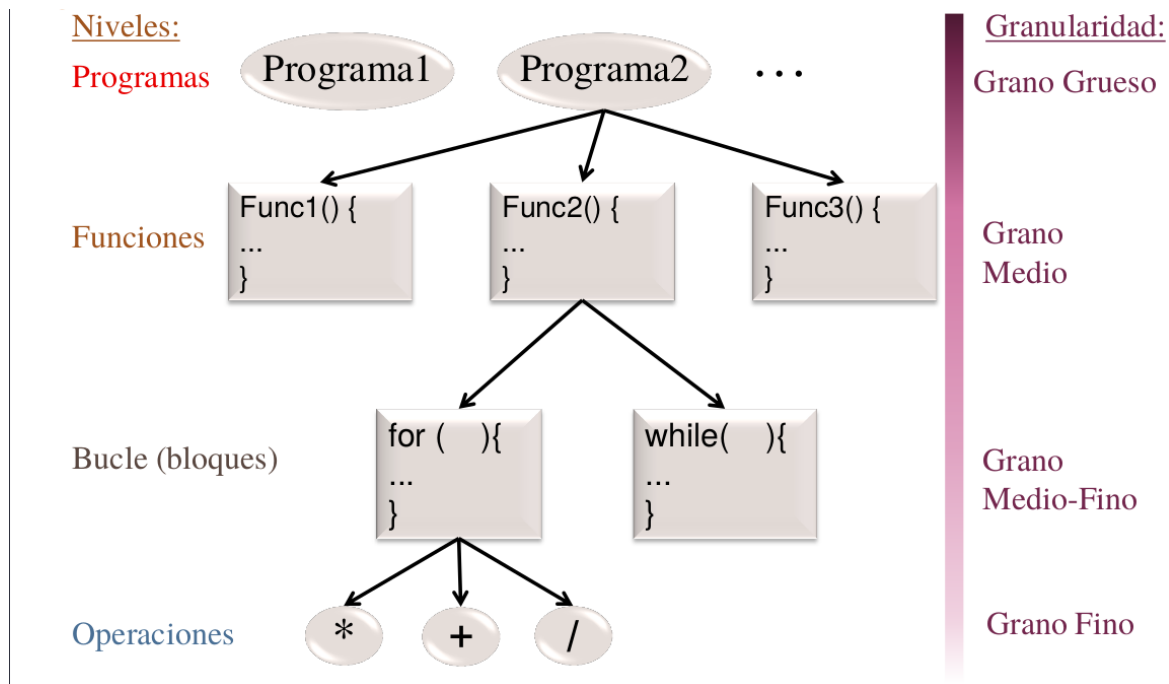 Niveles:
Granularidad:
Programas
Programa1
Programa2
...
Grano Grueso
Func1() {
...
}
Func2() {
...
}
Func3() {
...
}
Funciones
Grano
Medio
for (    ){
...
}
while(    ){
...
}
Bucle (bloques)
Grano
Medio-Fino
Operaciones
*
+
/
Grano Fino